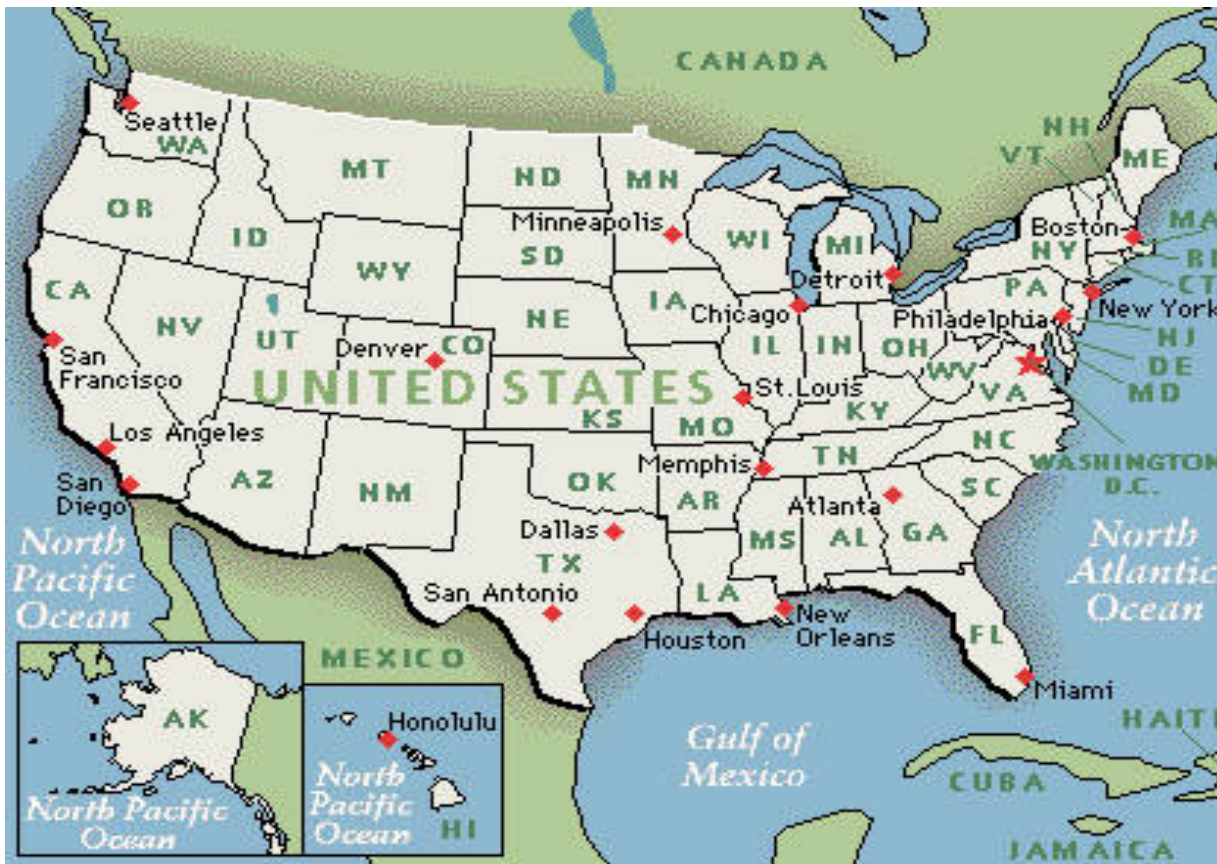 CANADA
NH
VT
ME
Seattle
WA
MT
ND
MN
OR
ID
Minneapolis
WI
MI
Boston
MA
NY
SD
WY
RI
CT
CA
Detroit
PA
NV
IA
Chicago
New York
NE
Philadelphia
UT
Denver
CO
IL
IN
OH
NJ
San
Francisco
WV
DE
UNITED STATES
St. Louis
VA
MD
KS
MO
KY
Los Angeles
NC
Memphis
TN
WASHINGTON
D.C.
AZ
NM
OK
AR
SC
San
Diego
Atlanta
Dallas
MS
AL
GA
North
Pacific
Ocean
TX
North
Atlantic
Ocean
San Antonio
LA
New
Orleans
Houston
FL
MEXICO
Miami
AK
Honolulu
HAITI
Gulf of
Mexico
North
Pacific
Ocean
CUBA
North Pacific
Ocean
HI
JAMAICA